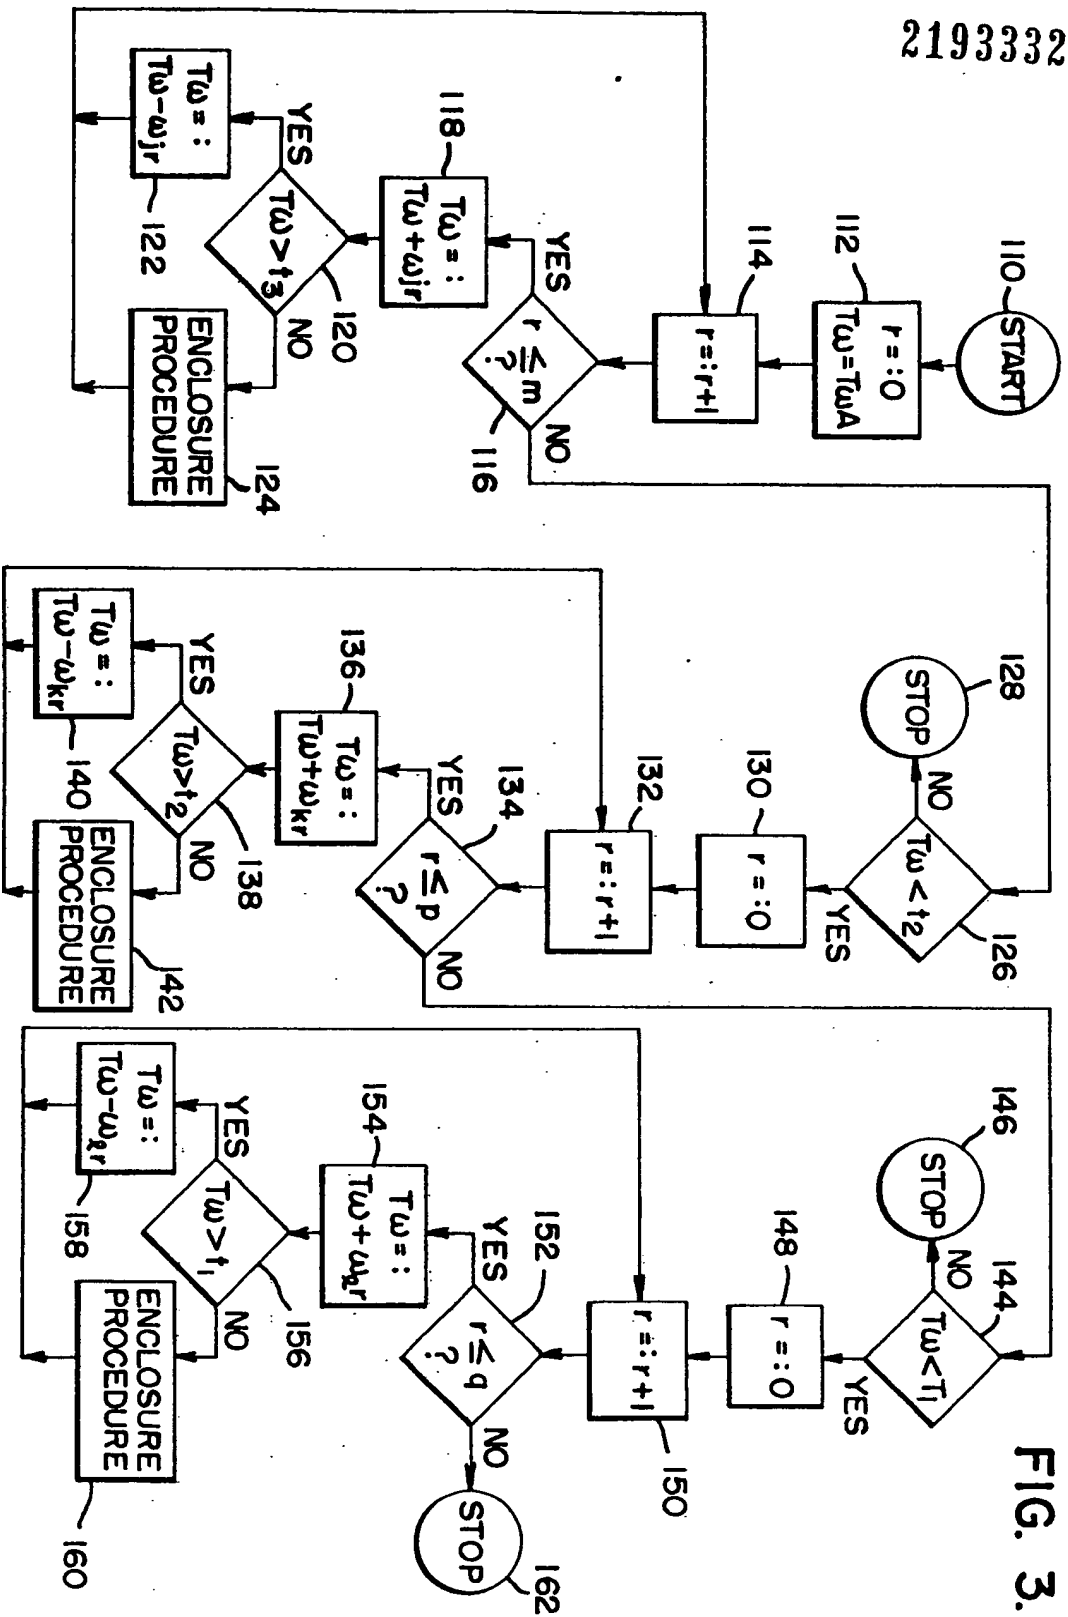 2193332
FIG. 3.
110
START
112
r=:0
Tω=TωA
114
r=:r+1
116
r≤m
?
YES
NO
118
Tω=:
Tω+ωjr
120
Tω>t3
YES
NO
122
Tω=:
Tω-ωjr
124
ENCLOSURE
PROCEDURE
126
Tω<t2
NO
YES
128
STOP
130
r=:0
132
r=:r+1
134
r≤p
?
YES
NO
136
Tω=:
Tω+ωkr
138
Tω>t2
YES
NO
140
Tω=:
Tω-ωkr
142
ENCLOSURE
PROCEDURE
144
Tω<T1
NO
YES
146
STOP
148
r=:0
150
r=:r+1
152
r≤q
?
YES
NO
154
Tω=:
Tω+ωℓr
156
Tω>t1
YES
NO
158
Tω=:
Tω-ωℓr
160
ENCLOSURE
PROCEDURE
162
STOP